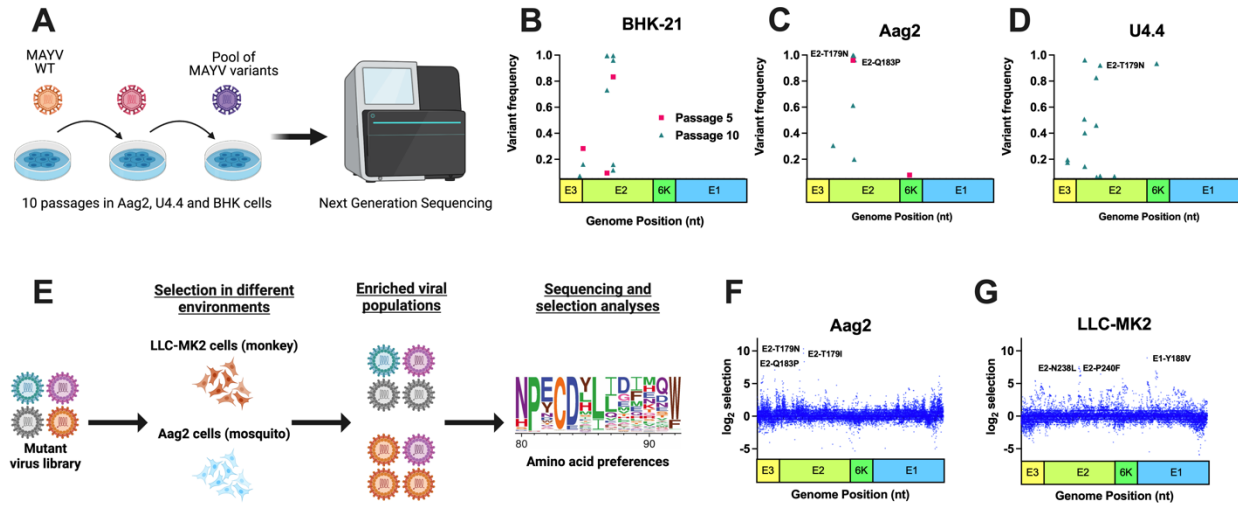 A
MAYV
WT
Pool of
MAYV variants
10 passages in Aag2, U4.4 and BHK cells
Next Generation Sequencing
B
BHK-21
Variant frequency
1.0
0.8
0.6
0.4
0.2
Passage 5
Passage 10
E3
E2
6K
E1
Genome Position (nt)
C
Aag2
Variant frequency
1.0
0.8
0.6
0.4
0.2
E2-T179N
E2-Q183P
E3
E2
6K
E1
Genome Position (nt)
D
U4.4
Variant frequency
1.0
0.8
0.6
0.4
0.2
E2-T179N
E3
E2
6K
E1
Genome Position (nt)
E
Selection in different
environments
Enriched viral
populations
Sequencing and
selection analyses
LLC-MK2 cells (monkey)
Aag2 cells (mosquito)
Mutant
virus library
80
90
Amino acid preferences
F
Aag2
log2 selection
10
5
0
-5
E2-T179N
E2-T179I
E2-Q183P
E3
E2
6K
E1
Genome Position (nt)
G
LLC-MK2
log2 selection
10
5
0
-5
E1-Y188V
E2-N238L
E2-P240F
E3
E2
6K
E1
Genome Position (nt)